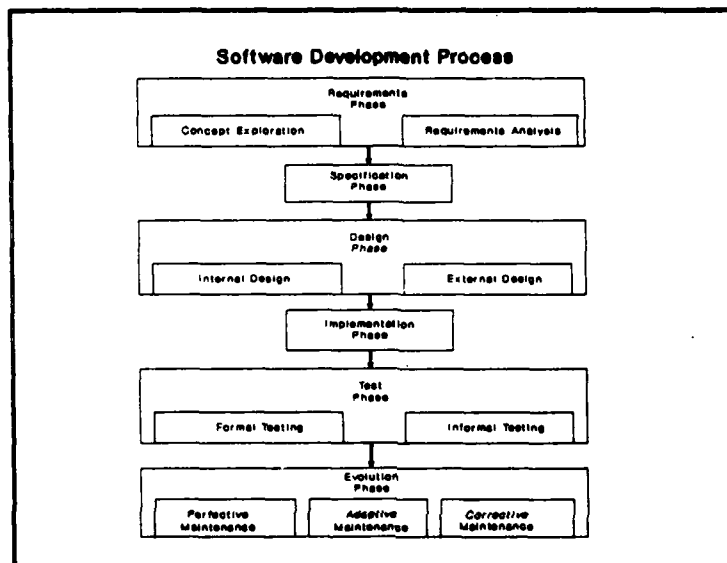 Software Development Process
Requirements
Phase
Concept Exploration
Requirements Analysis
Specification
Phase
Design
Phase
Internal Design
External Design
Implementation
Phase
Test
Phase
Formal Testing
Informal Testing
Evolution
Phase
Perfective
Maintenance
Adaptive
Maintenance
Corrective
Maintenance